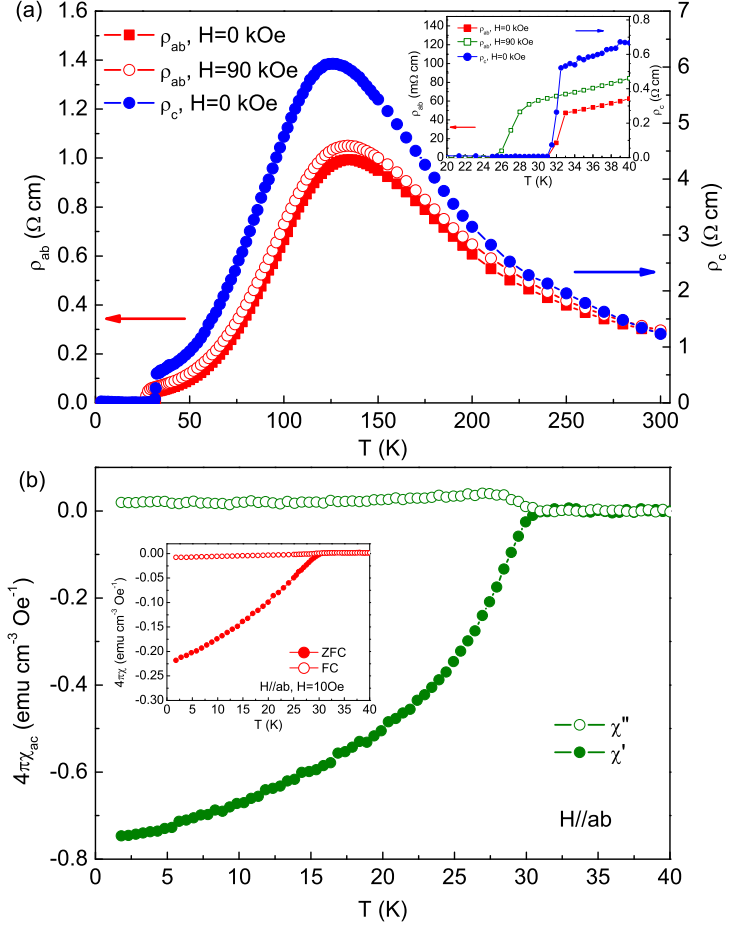 (a)
ρab, H=0 kOe
ρab, H=90 kOe
ρc, H=0 kOe
1.6
1.4
1.2
1.0
0.8
0.6
0.4
0.2
0.0
ρab (Ω cm)
0 50 100 150 200 250 300
T (K)
7
6
5
4
3
2
1
0
ρc (Ω cm)
ρab, H=0 kOe
ρab, H=90 kOe
ρc, H=0 kOe
140
120
100
80
60
40
20
0
ρab (mΩ cm)
20 22 24 26 28 30 32 34 36 38 40
T (K)
0.8
0.6
0.4
0.2
0.0
ρc (Ω cm)
(b)
0.0
-0.2
-0.4
-0.6
-0.8
4πχac (emu cm-3 Oe-1)
0 5 10 15 20 25 30 35 40
T (K)
0.00
-0.05
-0.10
-0.15
-0.20
-0.25
-0.30
4πχ (emu cm-3 Oe-1)
ZFC
FC
H//ab, H=10Oe
0 5 10 15 20 25 30 35 40
T (K)
χ"
χ'
H//ab